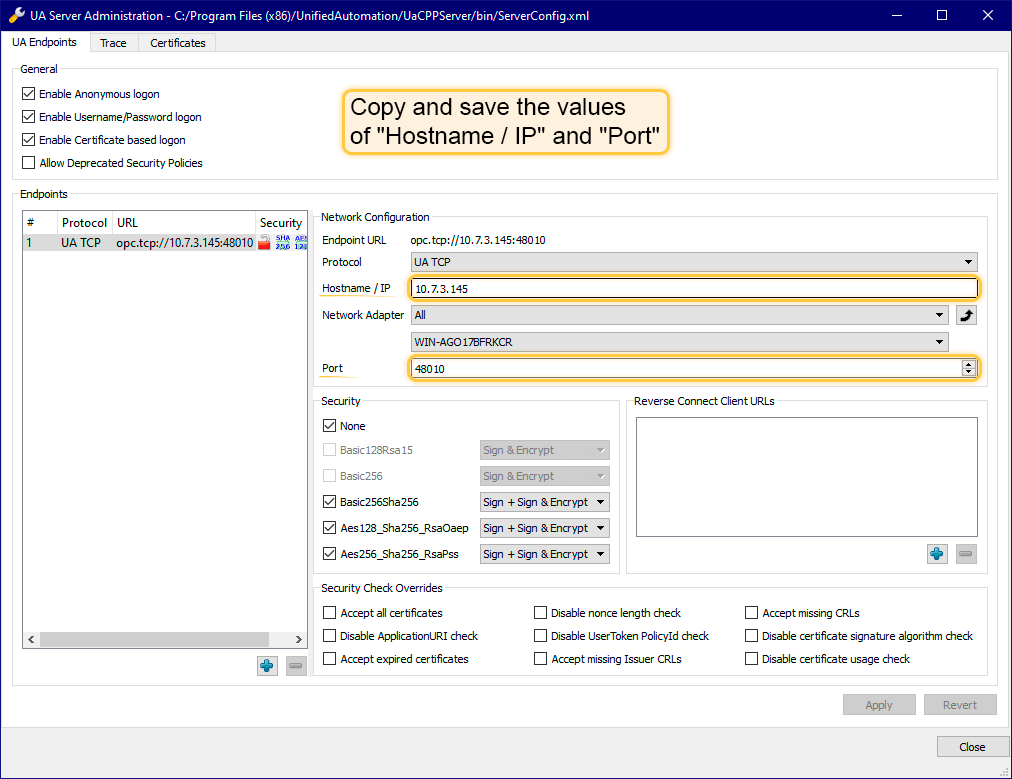 UA Server Administration - C:/Program Files (x86)/UnifiedAutomation/UaCPPServer/bin/ServerConfig.xml
UA Endpoints Trace Certificates
General
Enable Anonymous logon
Enable Username/Password logon
Enable Certificate based logon
Allow Deprecated Security Policies
Copy and save the values
of "Hostname / IP" and "Port"
Endpoints
# Protocol URL Security
1 UA TCP opc.tcp://10.7.3.145:48010 SHA 256 AES 128
Network Configuration
Endpoint URL opc.tcp://10.7.3.145:48010
Protocol UA TCP
Hostname / IP 10.7.3.145
Network Adapter All
WIN-AGO17BFRKCR
Port 48010
Security
None
Basic128Rsa15 Sign & Encrypt
Basic256 Sign & Encrypt
Basic256Sha256 Sign + Sign & Encrypt
Aes128_Sha256_RsaOaep Sign + Sign & Encrypt
Aes256_Sha256_RsaPss Sign + Sign & Encrypt
Reverse Connect Client URLs
Security Check Overrides
Accept all certificates Disable nonce length check Accept missing CRLs
Disable ApplicationURI check Disable UserToken PolicyId check Disable certificate signature algorithm check
Accept expired certificates Accept missing Issuer CRLs Disable certificate usage check
Apply Revert
Close